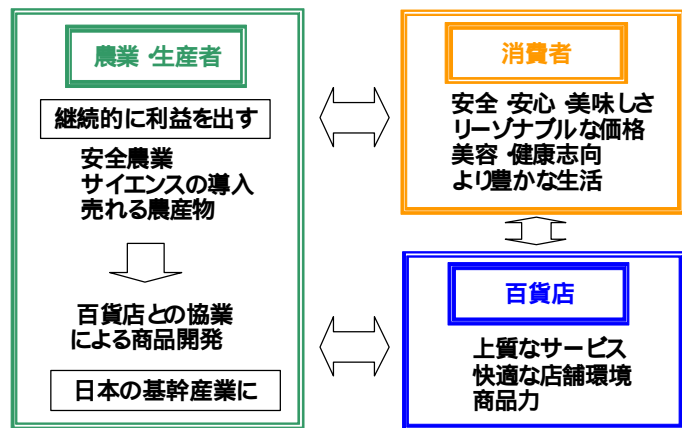 農業・生産者
継続的に利益を出す
安全農業
サイエンスの導入
売れる農産物
百貨店との協業
による商品開発
日本の基幹産業に
消費者
安全・安心・美味しさ
リーゾナブルな価格
美容・健康志向
より豊かな生活
百貨店
上質なサービス
快適な店舗環境
商品力